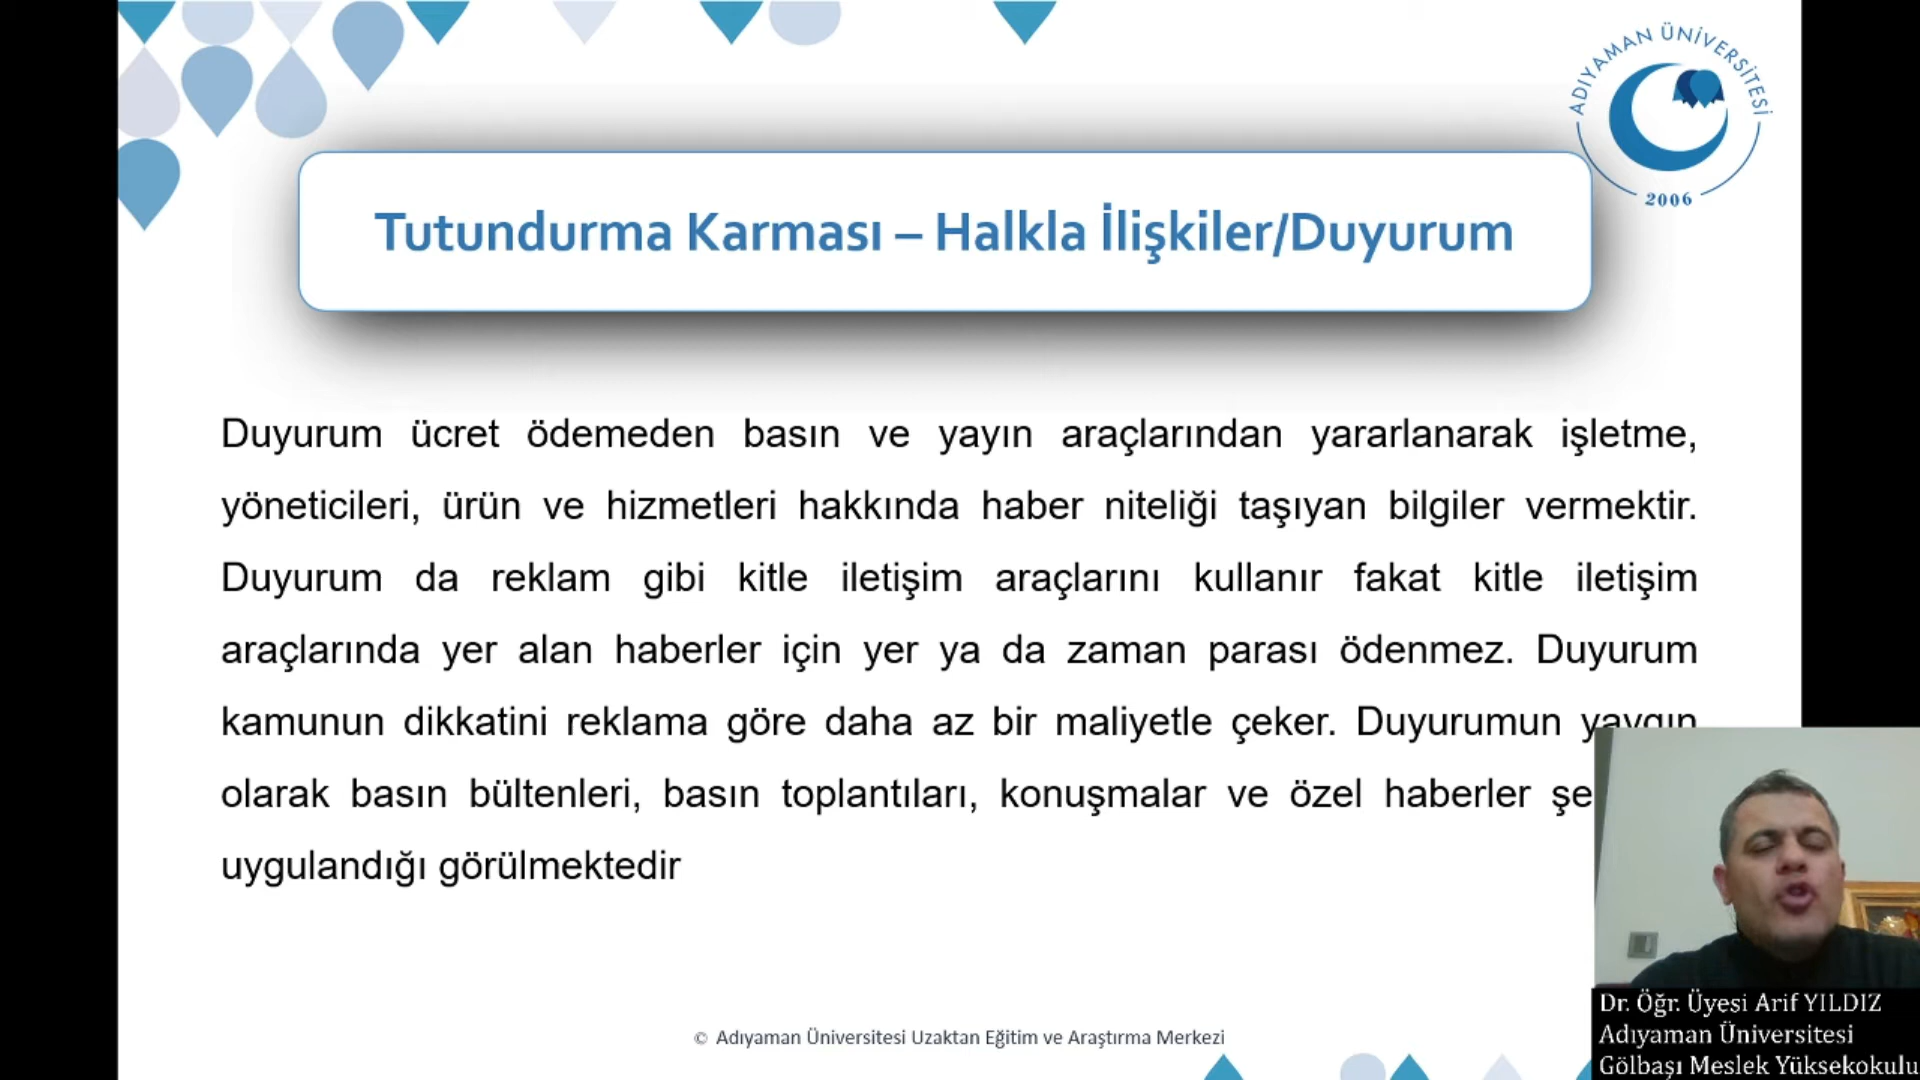 ADIYAMAN ÜNİVERSİTESİ
2006
Tutundurma Karması – Halkla İlişkiler/Duyurum
Duyurum ücret ödemeden basın ve yayın araçlarından yararlanarak işletme,
yöneticileri, ürün ve hizmetleri hakkında haber niteliği taşıyan bilgiler vermektir.
Duyurum da reklam gibi kitle iletişim araçlarını kullanır fakat kitle iletişim
araçlarında yer alan haberler için yer ya da zaman parası ödenmez. Duyurum
kamunun dikkatini reklama göre daha az bir maliyetle çeker. Duyurumun yaygın
olarak basın bültenleri, basın toplantıları, konuşmalar ve özel haberler
uygulandığı görülmektedir
Dr. Öğr. Üyesi Arif YILDIZ
Adıyaman Üniversitesi
Gölbaşı Meslek Yüksekokulu
© Adıyaman Üniversitesi Uzaktan Eğitim ve Araştırma Merkezi